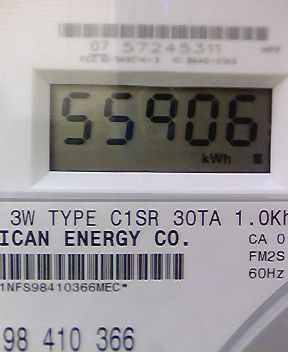 07 57245311
55906
kWh
3W TYPE C1SR 30TA 1.0Kh
ICAN ENERGY CO.
CA 0
FM2S
60Hz
1NFS98410366MEC*
98 410 366